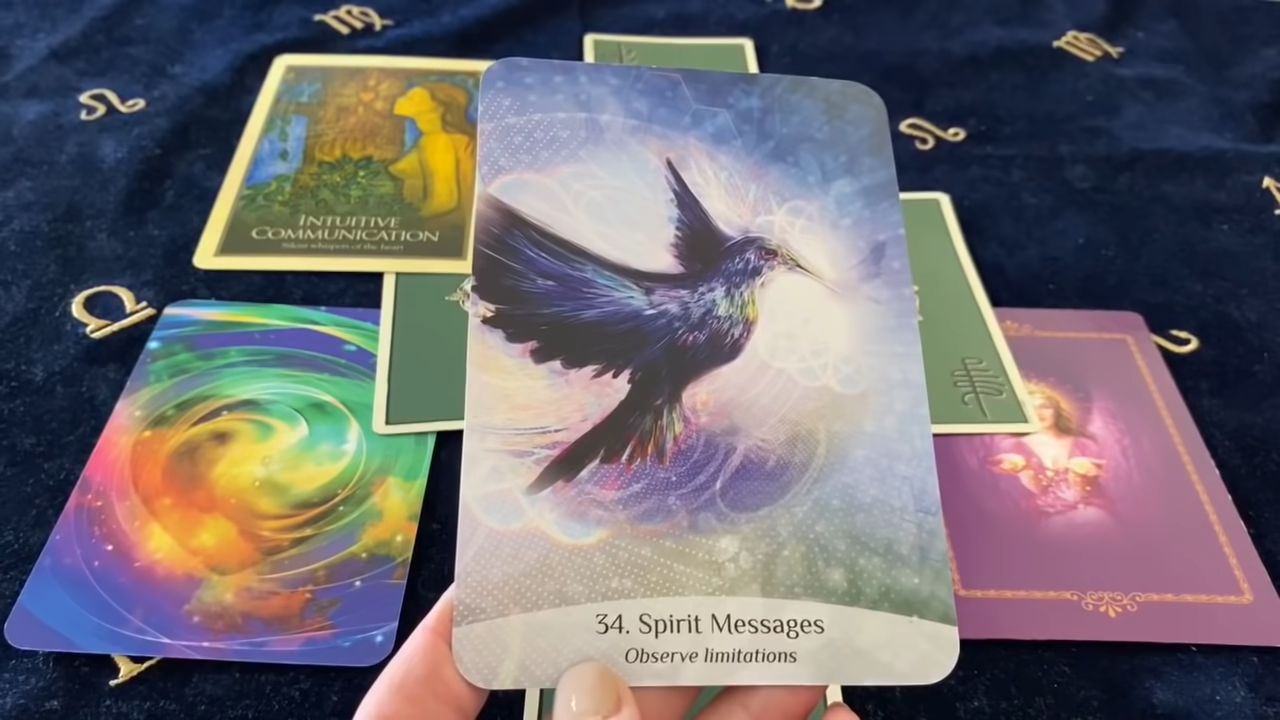 INTUITIVE
COMMUNICATION
Silent whispers of the heart
34. Spirit Messages
Observe limitations